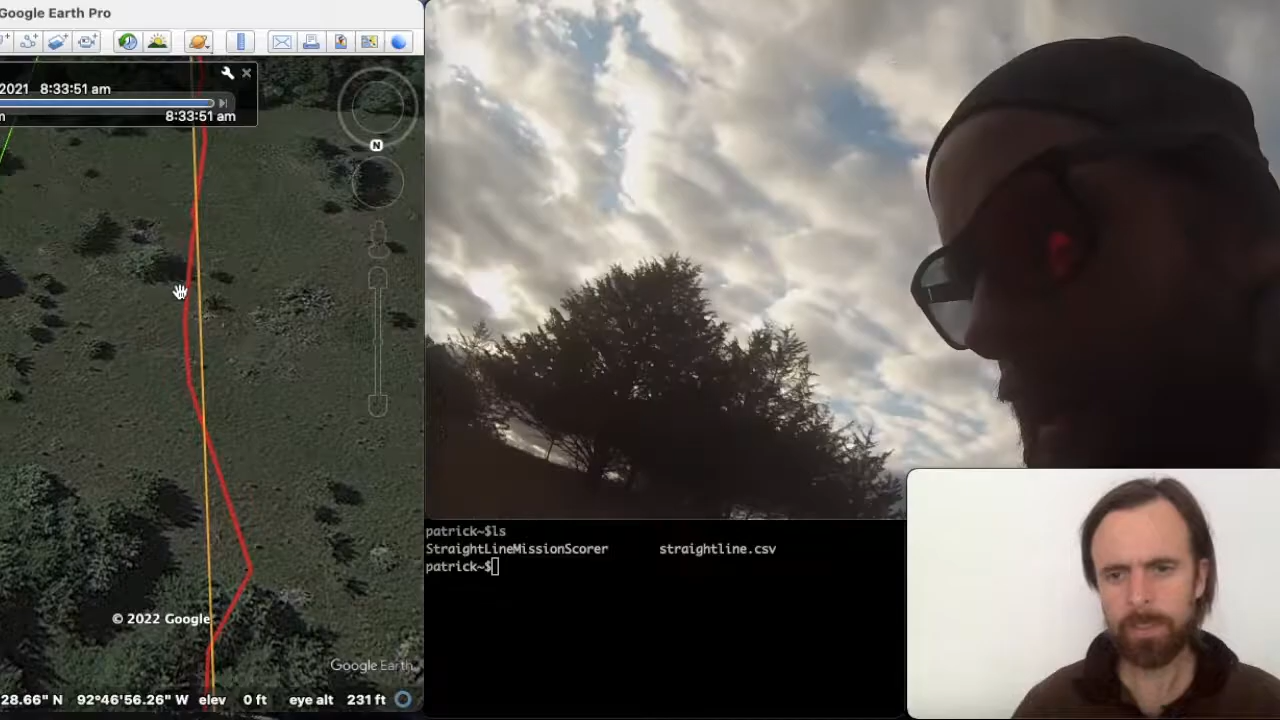 Google Earth Pro
2021 8:33:51 am
8:33:51 am
N
© 2022 Google
Google Earth
28.66" N 92°46'56.26" W elev 0 ft eye alt 231 ft
patrick~$ls
StraightLineMissionScorer straightline.csv
patrick~$